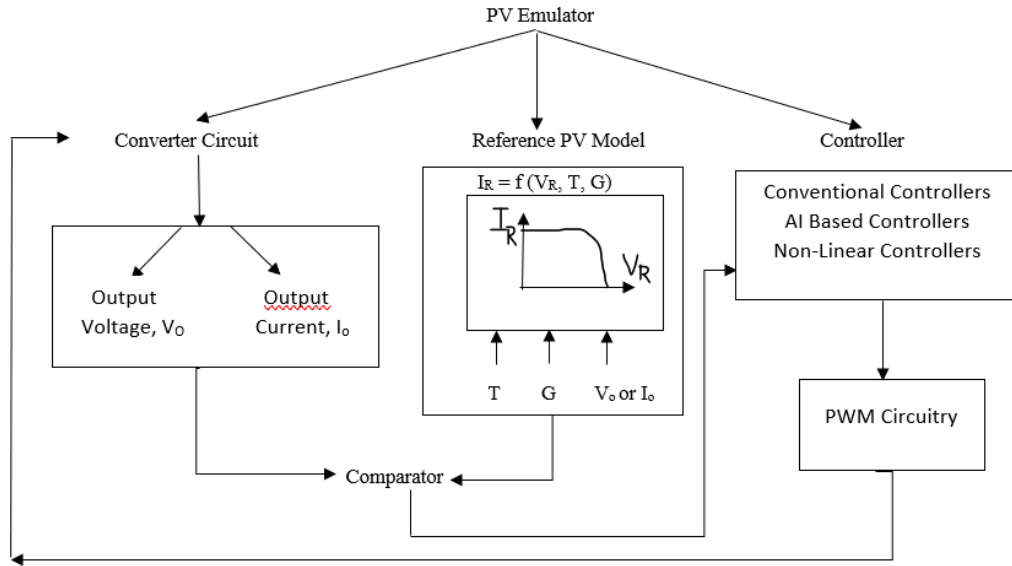 PV Emulator
Converter Circuit
Reference PV Model
Controller
Output
Voltage, Vo
Output
Current, Io
IR = f (VR, T, G)
IR
VR
T
G
Vo or Io
Conventional Controllers
AI Based Controllers
Non-Linear Controllers
PWM Circuitry
Comparator